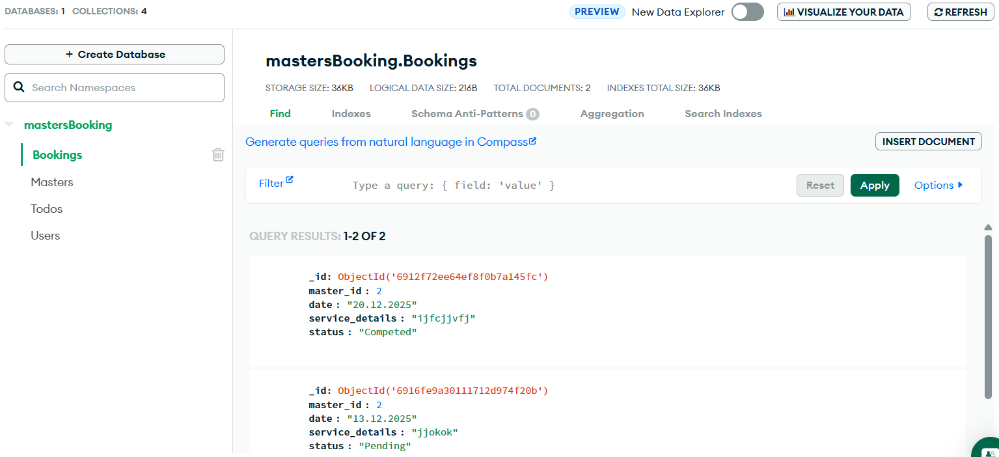 DATABASES: 1 COLLECTIONS: 4
PREVIEW New Data Explorer VISUALIZE YOUR DATA REFRESH
+ Create Database
Search Namespaces
mastersBooking
Bookings
Masters
Todos
Users
mastersBooking.Bookings
STORAGE SIZE: 36KB LOGICAL DATA SIZE: 216B TOTAL DOCUMENTS: 2 INDEXES TOTAL SIZE: 36KB
Find Indexes Schema Anti-Patterns 0 Aggregation Search Indexes
Generate queries from natural language in Compass
INSERT DOCUMENT
Filter Type a query: { field: 'value' } Reset Apply Options
QUERY RESULTS: 1-2 OF 2
_id: ObjectId('6912f72ee64ef8f0b7a145fc')
master_id : 2
date : "20.12.2025"
service_details : "ijfcjjvfj"
status : "Competed"
_id: ObjectId('6916fe9a30111712d974f20b')
master_id : 2
date : "13.12.2025"
service_details : "jjokok"
status : "Pending"